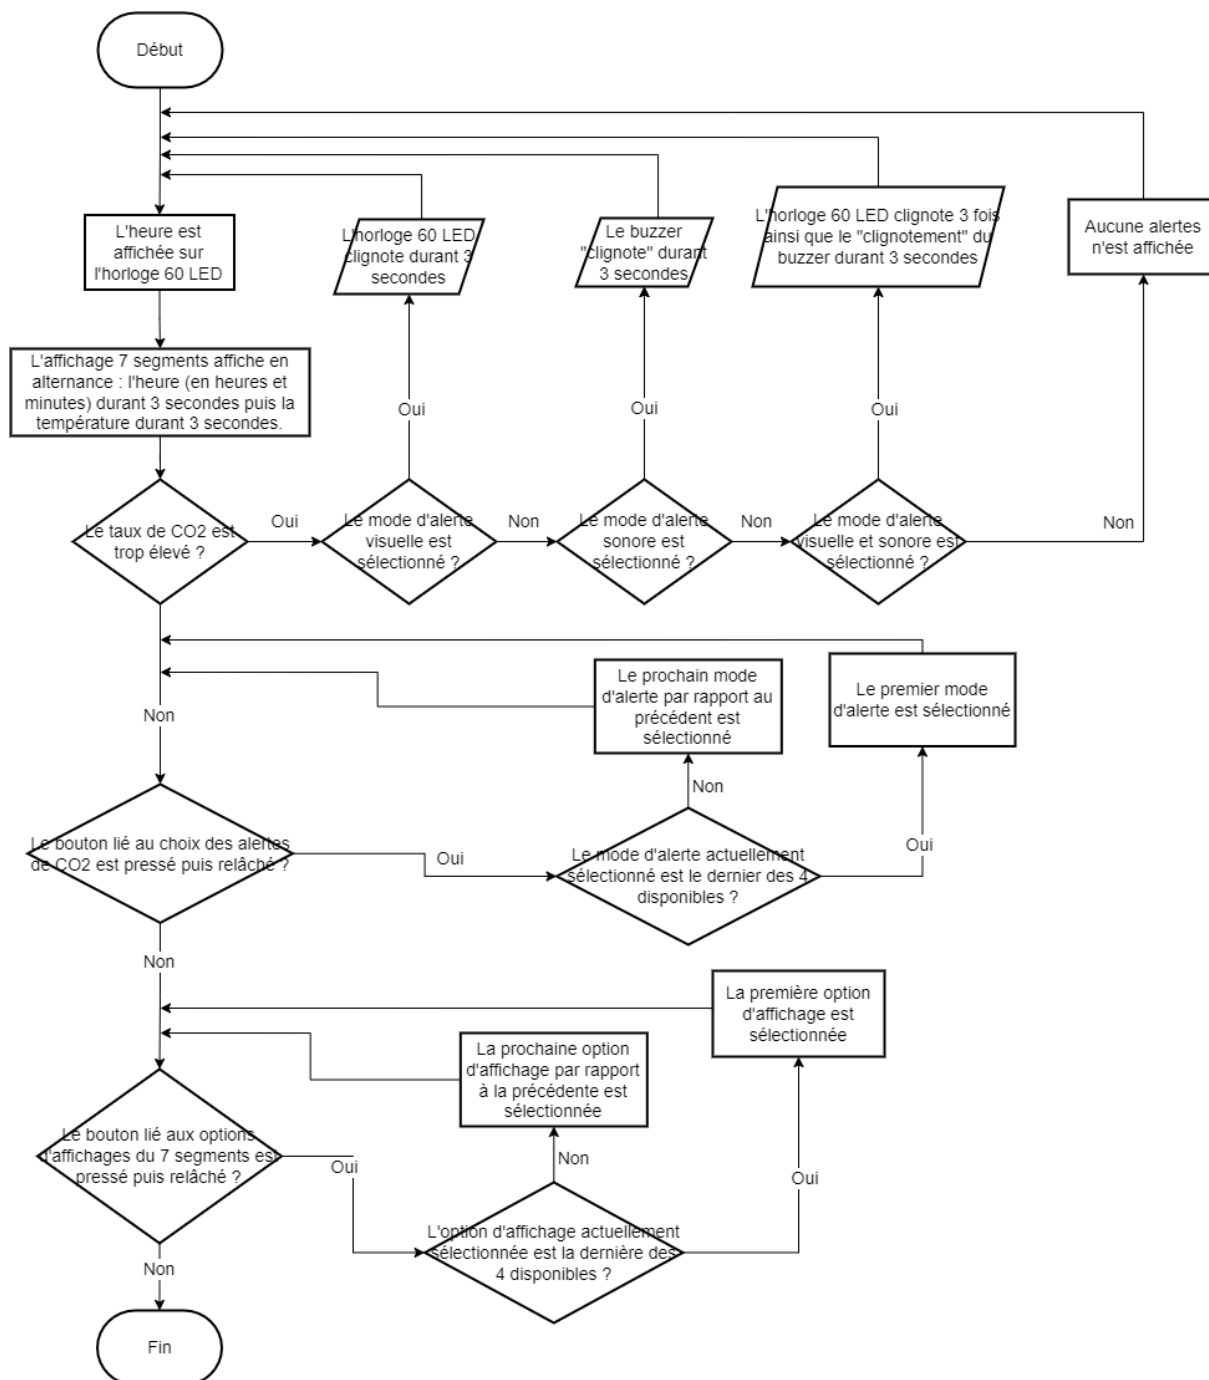 Début
L'heure est
affichée sur
l'horloge 60 LED
L'horloge 60 LED
clignote durant 3
secondes
Le buzzer
"clignote" durant
3 secondes
L'horloge 60 LED clignote 3 fois
ainsi que le "clignotement" du
buzzer durant 3 secondes
Aucune alertes
n'est affichée
L'affichage 7 segments affiche en
alternance : l'heure (en heures et
minutes) durant 3 secondes puis la
température durant 3 secondes.
Oui
Oui
Oui
Le taux de CO2 est
trop élevé ?
Oui
Le mode d'alerte
visuelle est
sélectionné ?
Non
Le mode d'alerte
sonore est
sélectionné ?
Non
Le mode d'alerte
visuelle et sonore est
sélectionné ?
Non
Non
Le prochain mode
d'alerte par rapport au
précédent est
sélectionné
Le premier mode
d'alerte est sélectionné
Non
Oui
Le bouton lié au choix des alertes
de CO2 est pressé puis relâché ?
Oui
Le mode d'alerte actuellement
sélectionné est le dernier des 4
disponibles ?
Non
La première option
d'affichage est
sélectionnée
La prochaine option
d'affichage par rapport
à la précédente est
sélectionnée
Le bouton lié aux options
d'affichages du 7 segments est
pressé puis relâché ?
Oui
Non
Oui
L'option d'affichage actuellement
sélectionnée est la dernière des
4 disponibles ?
Non
Fin